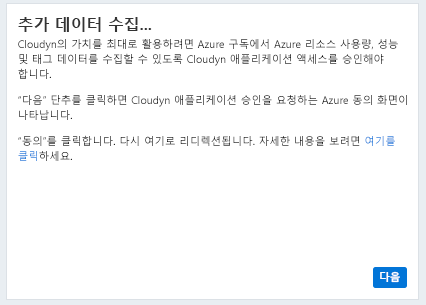 추가 데이터 수집...
Cloudyn의 가치를 최대로 활용하려면 Azure 구독에서 Azure 리소스 사용량, 성능
및 태그 데이터를 수집할 수 있도록 Cloudyn 애플리케이션 액세스를 승인해야
합니다.
“다음” 단추를 클릭하면 Cloudyn 애플리케이션 승인을 요청하는 Azure 동의 화면이
나타납니다.
“동의”를 클릭합니다. 다시 여기로 리디렉션됩니다. 자세한 내용을 보려면 여기를
클릭하세요.
다음